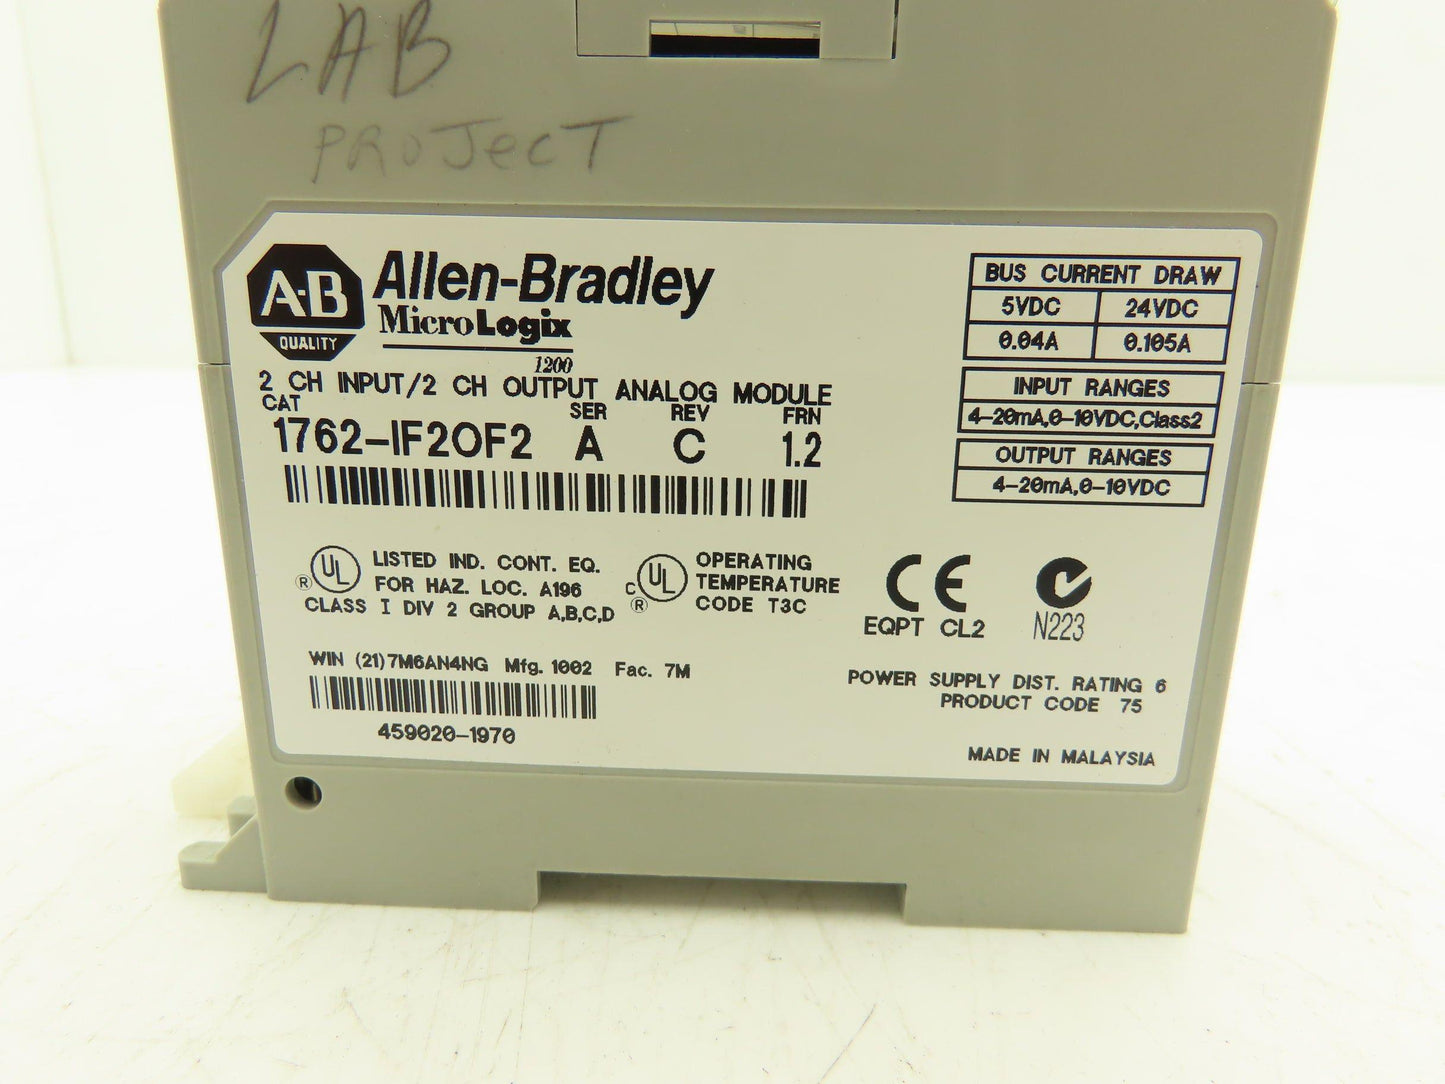 LAB
PROJecT
A-B
QUALITY
Allen-Bradley
MicroLogix
1200
2 CH INPUT/2 CH OUTPUT ANALOG MODULE
CAT SER REV FRN
1762-IF2OF2 A C 1.2
BUS CURRENT DRAW
5VDC 24VDC
0.04A 0.105A
INPUT RANGES
4-20mA,0-10VDC,Class2
OUTPUT RANGES
4-20mA,0-10VDC
UL ® LISTED IND. CONT. EQ.
FOR HAZ. LOC. A196
CLASS I DIV 2 GROUP A,B,C,D
c UL ® OPERATING
TEMPERATURE
CODE T3C
CE
EQPT CL2
N223
WIN (21)7M6AN4NG Mfg. 1002 Fac. 7M
459020-1970
POWER SUPPLY DIST. RATING 6
PRODUCT CODE 75
MADE IN MALAYSIA